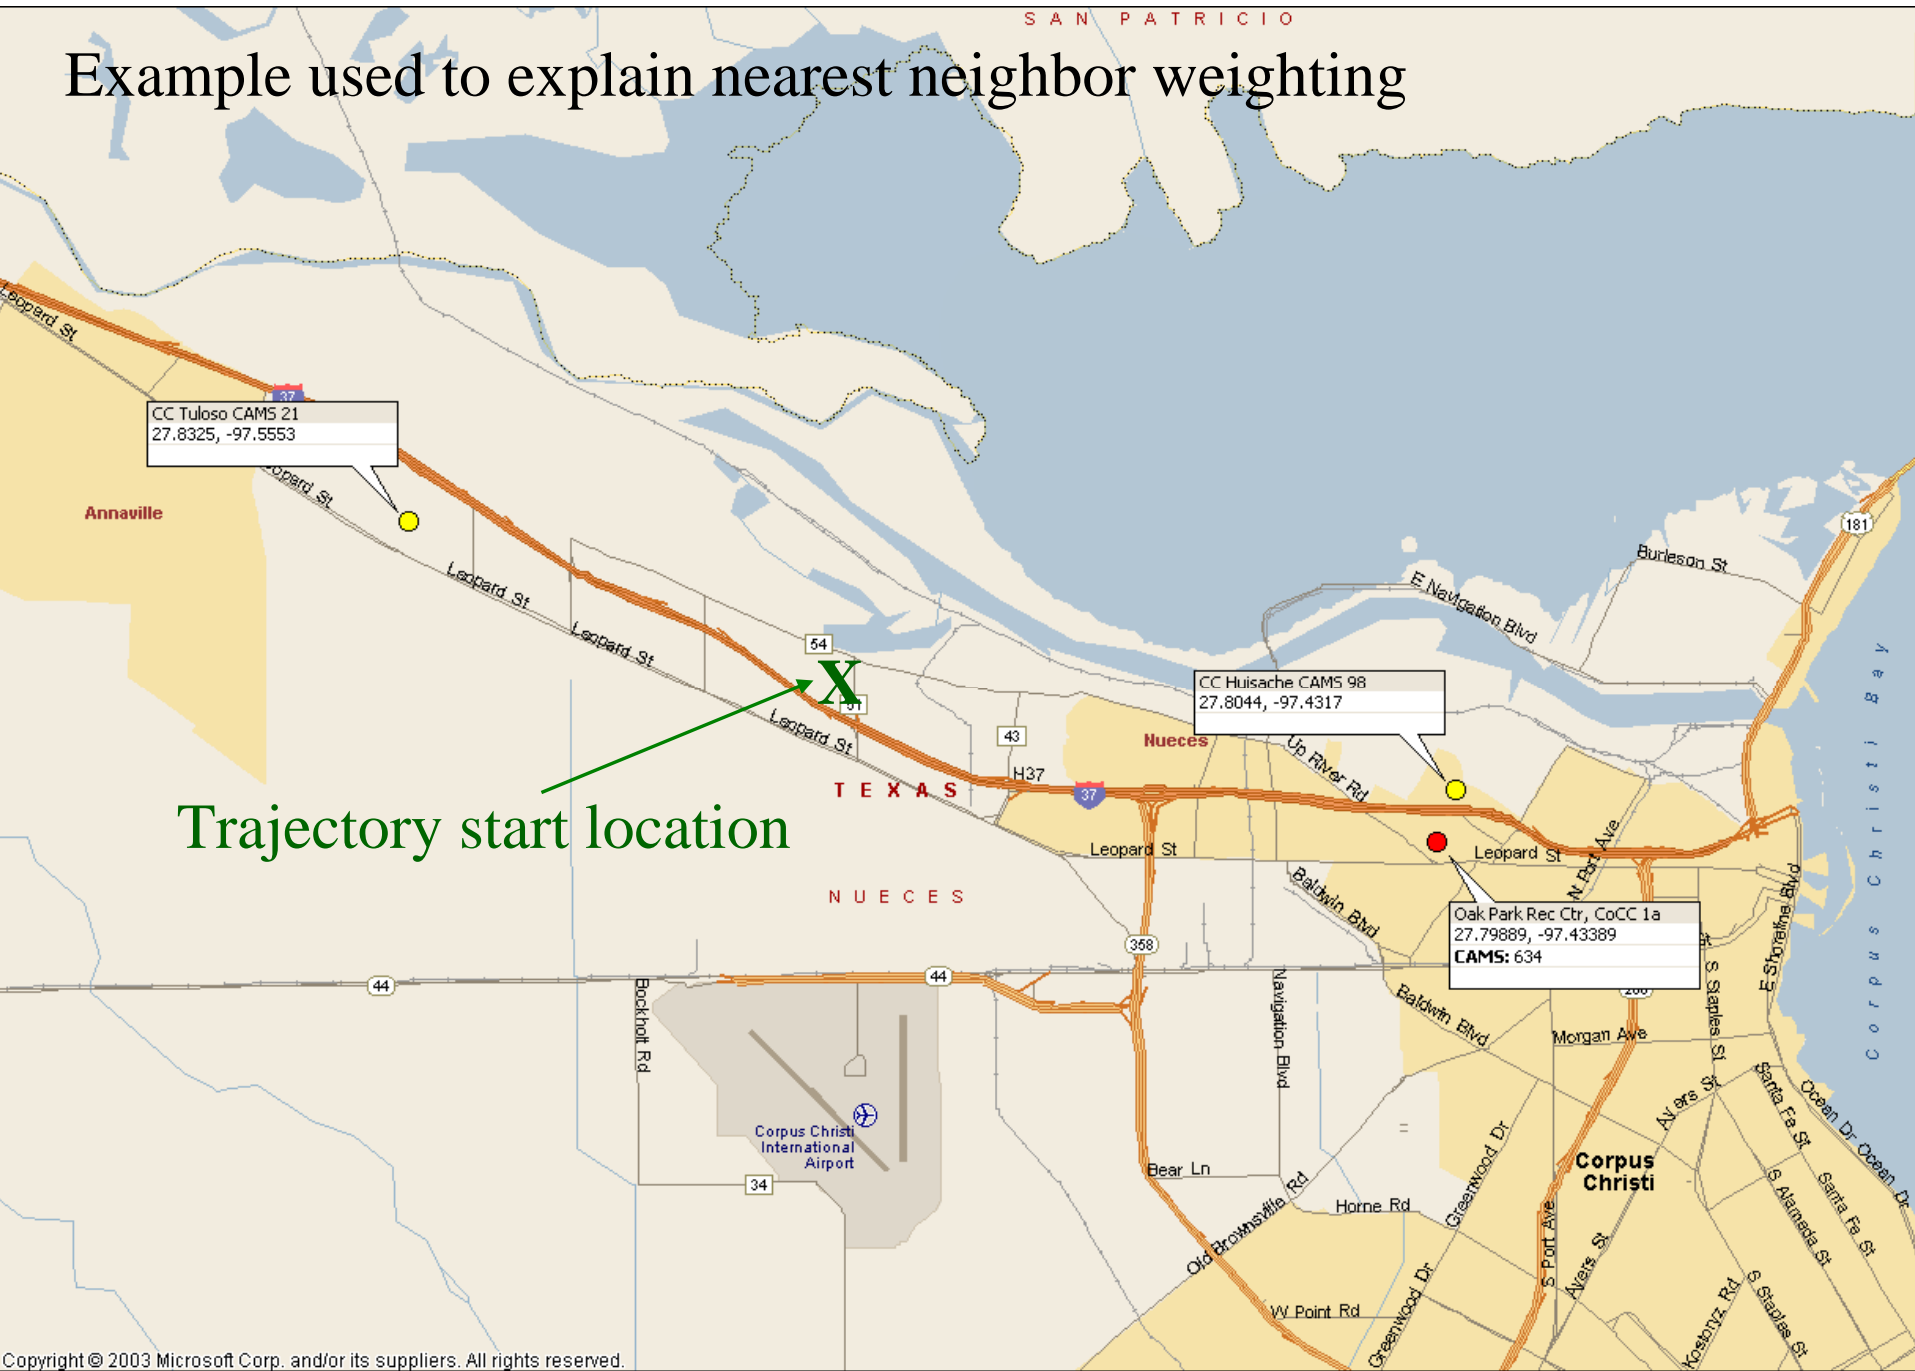 SAN PATRICIO
Example used to explain nearest neighbor weighting
Leopard St
37
CC Tuloso CAMS 21
27.8325, -97.5553
Leopard St
Annaville
181
Burleson St
E Navigation Blvd
Leopard St
Leopard St
54
X
51
CC Huisache CAMS 98
27.8044, -97.4317
Leopard St
43
Nueces
Up River Rd
H37
TEXAS
37
Trajectory start location
Leopard St
Leopard St
N Port Ave
Corpus Christi Bay
NUECES
Baldwin Blvd
E Shoreline Blvd
Oak Park Rec Ctr, CoCC 1a
27.79889, -97.43389
CAMS: 634
St
358
44
44
Bockholt Rd
Navigation Blvd
Baldwin Blvd
286
S Staples St
Morgan Ave
Santa Fe St
Ayers St
Ocean Dr
Ocean Dr
Corpus Christi
International
Airport
=
Greenwood Dr
Corpus
Christi
Bear Ln
34
Old Brownsville Rd
Horne Rd
S Alameda St
Santa Fe St
S Port Ave
Ayers St
W Point Rd
Greenwood Dr
Kostoryz Rd
S Staples St
Copyright © 2003 Microsoft Corp. and/or its suppliers. All rights reserved.